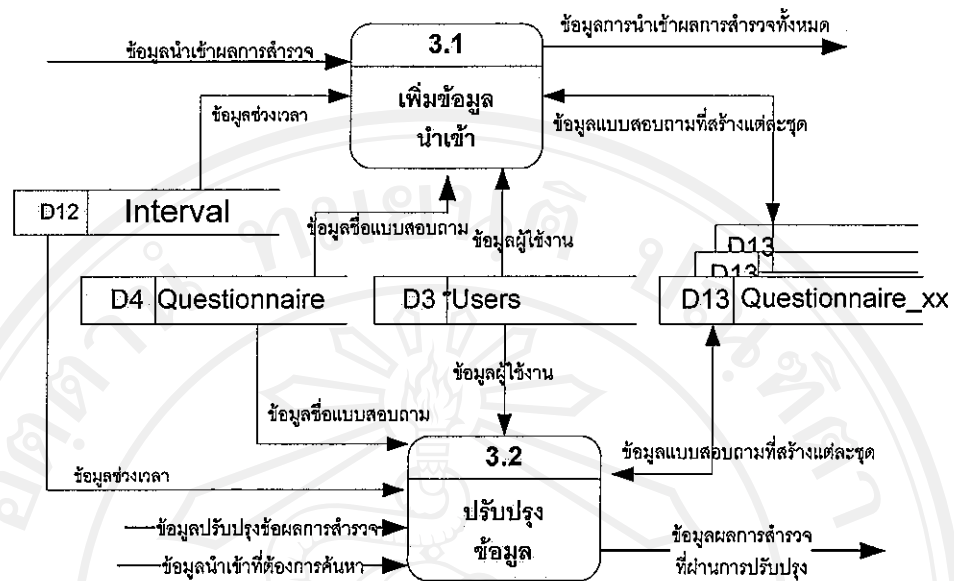 ข้อมูลนำเข้าผลการสำรวจ
3.1
เพิ่มข้อมูล
นำเข้า
ข้อมูลการนำเข้าผลการสำรวจทั้งหมด
ข้อมูลช่วงเวลา
ข้อมูลแบบสอบถามที่สร้างแต่ละชุด
D12 Interval
ข้อมูลชื่อแบบสอบถาม
ข้อมูลผู้ใช้งาน
D13
D13
D4 Questionnaire
D3 Users
D13 Questionnaire_xx
ข้อมูลผู้ใช้งาน
ข้อมูลชื่อแบบสอบถาม
ข้อมูลช่วงเวลา
3.2
ปรับปรุง
ข้อมูล
ข้อมูลแบบสอบถามที่สร้างแต่ละชุด
ข้อมูลปรับปรุงข้อผลการสำรวจ
ข้อมูลนำเข้าที่ต้องการค้นหา
ข้อมูลผลการสำรวจ
ที่ผ่านการปรับปรุง